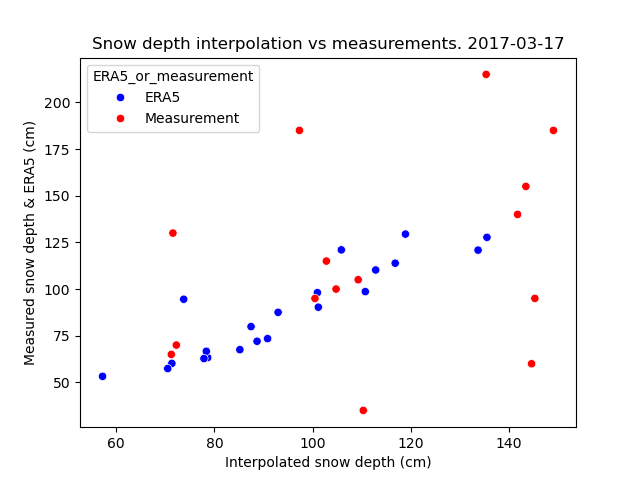 Snow depth interpolation vs measurements. 2017-03-17
ERA5_or_measurement
ERA5
Measurement
Measured snow depth & ERA5 (cm)
200
175
150
125
100
75
50
60
80
100
120
140
Interpolated snow depth (cm)